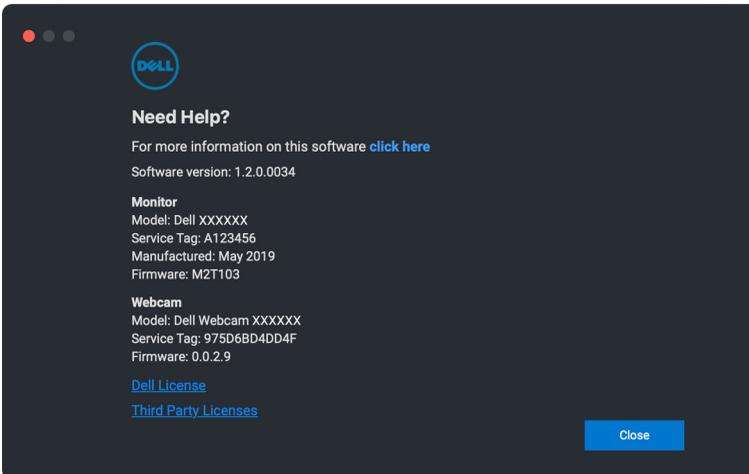 DELL
Need Help?
For more information on this software click here
Software version: 1.2.0.0034
Monitor
Model: Dell XXXXXX
Service Tag: A123456
Manufactured: May 2019
Firmware: M2T103
Webcam
Model: Dell Webcam XXXXXX
Service Tag: 975D6BD4DD4F
Firmware: 0.0.2.9
Dell License
Third Party Licenses
Close